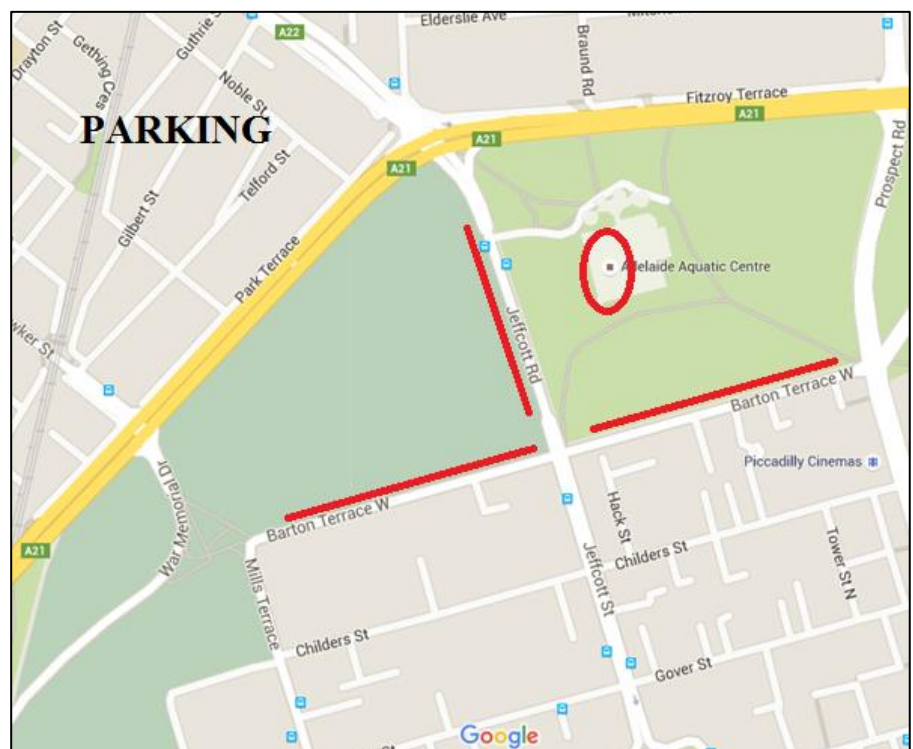 Elderslie Ave
A22
Guthrie St
Drayton St
Gething Cres
Noble St
Braund Rd
Fitzroy Terrace
A21
PARKING
A21
A21
Telford St
Prospect Rd
Gilbert St
Park Terrace
Adelaide Aquatic Centre
Jeffcott Rd
Barton Terrace W
Piccadilly Cinemas
War Memorial Dr
Barton Terrace W
Hack St
A21
Childers St
Jeffcott St
Tower St N
Mills Terrace
Childers St
Gover St
Google